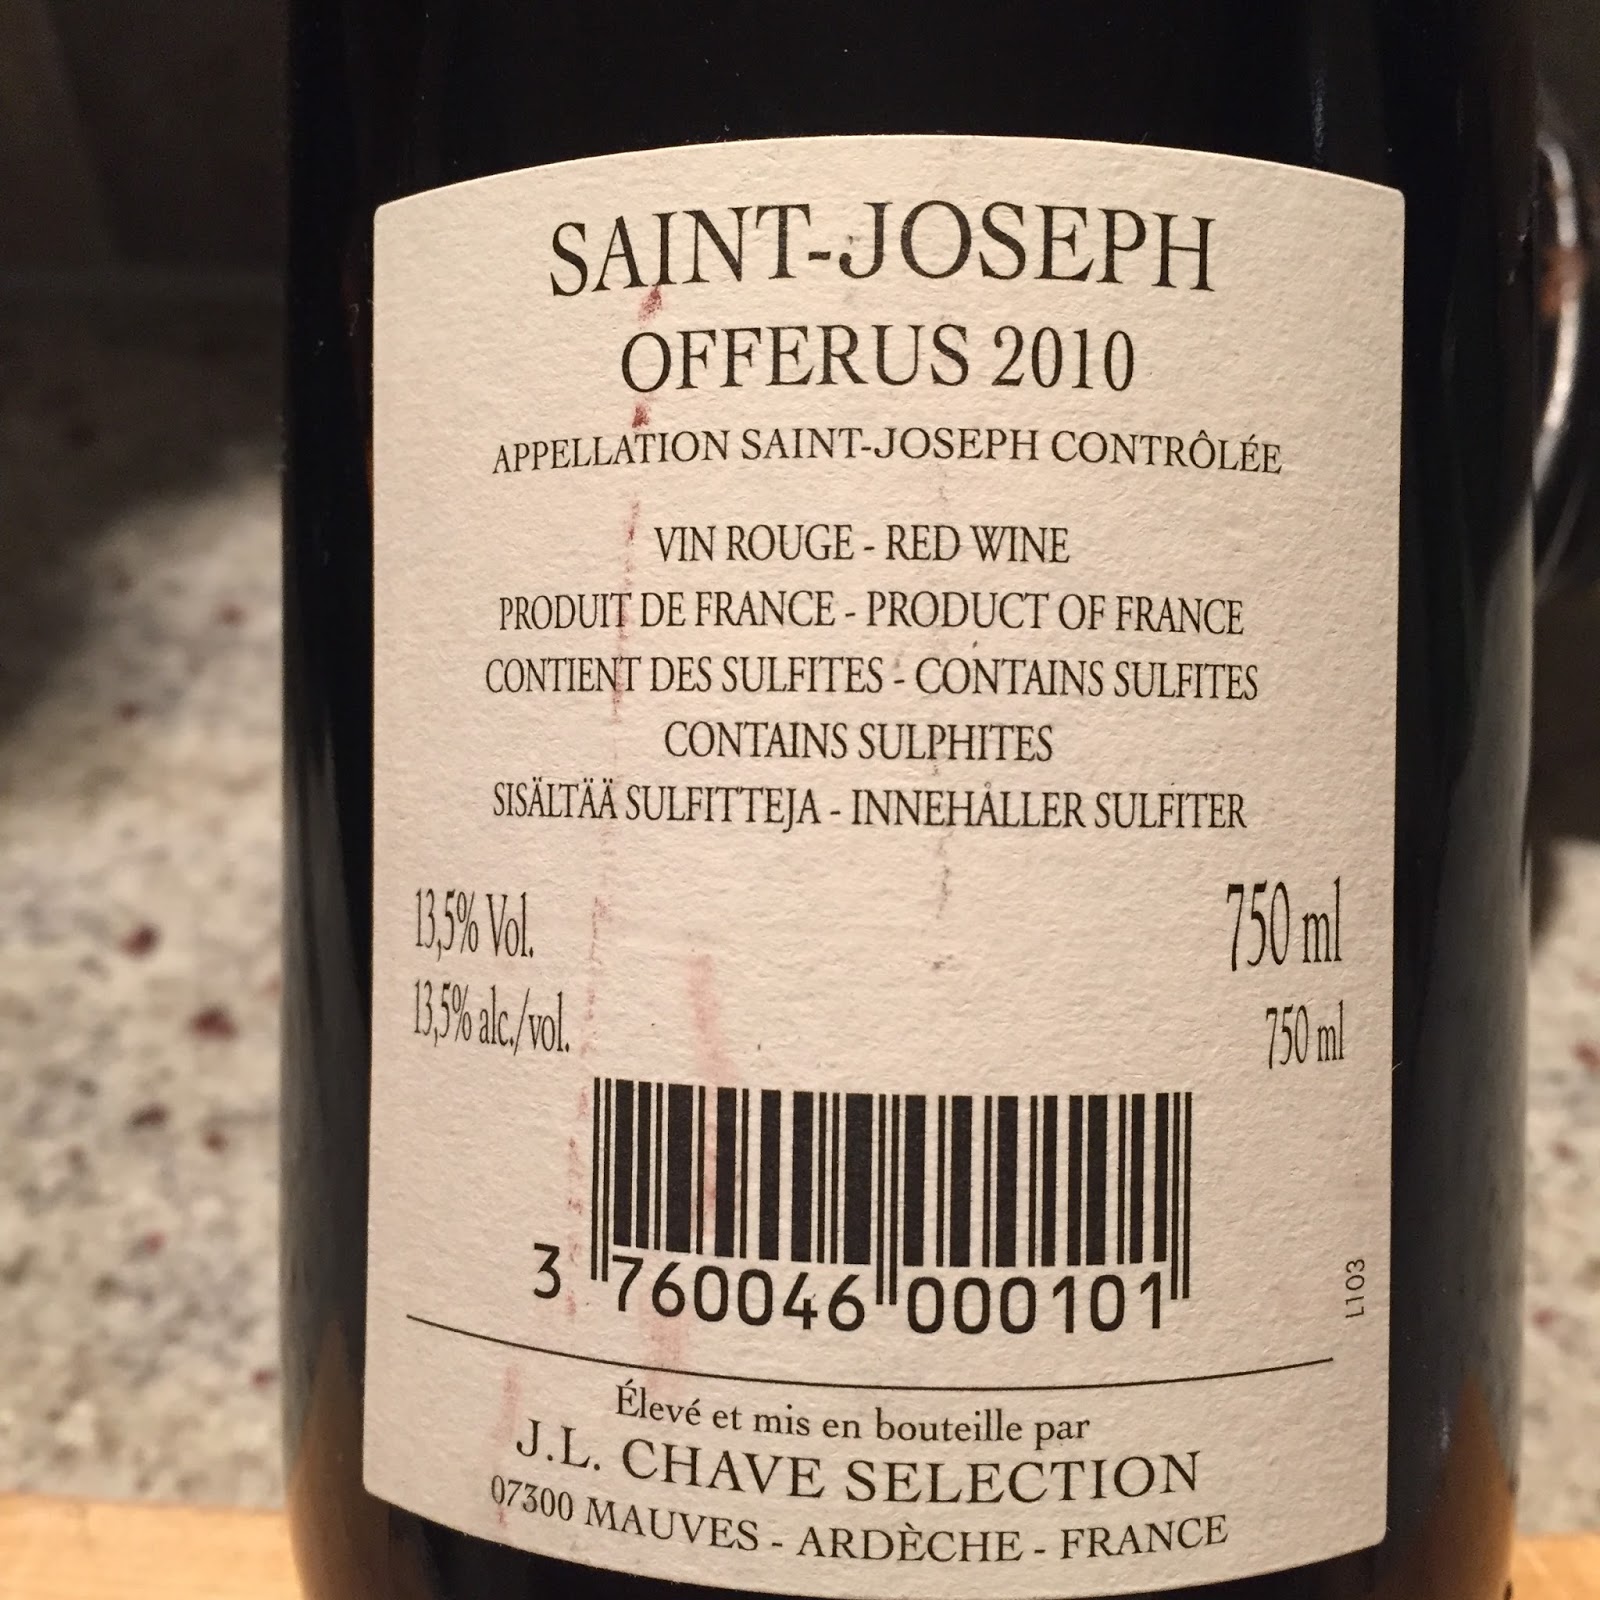 SAINT-JOSEPH
OFFERUS 2010
APPELLATION SAINT-JOSEPH CONTRÔLÉE
VIN ROUGE - RED WINE
PRODUIT DE FRANCE - PRODUCT OF FRANCE
CONTIENT DES SULFITES - CONTAINS SULFITES
CONTAINS SULPHITES
SISÄLTÄÄ SULFITTEJA - INNEHÅLLER SULFITER
13,5% Vol. 750 ml
13,5% alc./vol. 750 ml
3 760046 000101
L103
Élevé et mis en bouteille par
J.L. CHAVE SELECTION
07300 MAUVES - ARDÈCHE - FRANCE